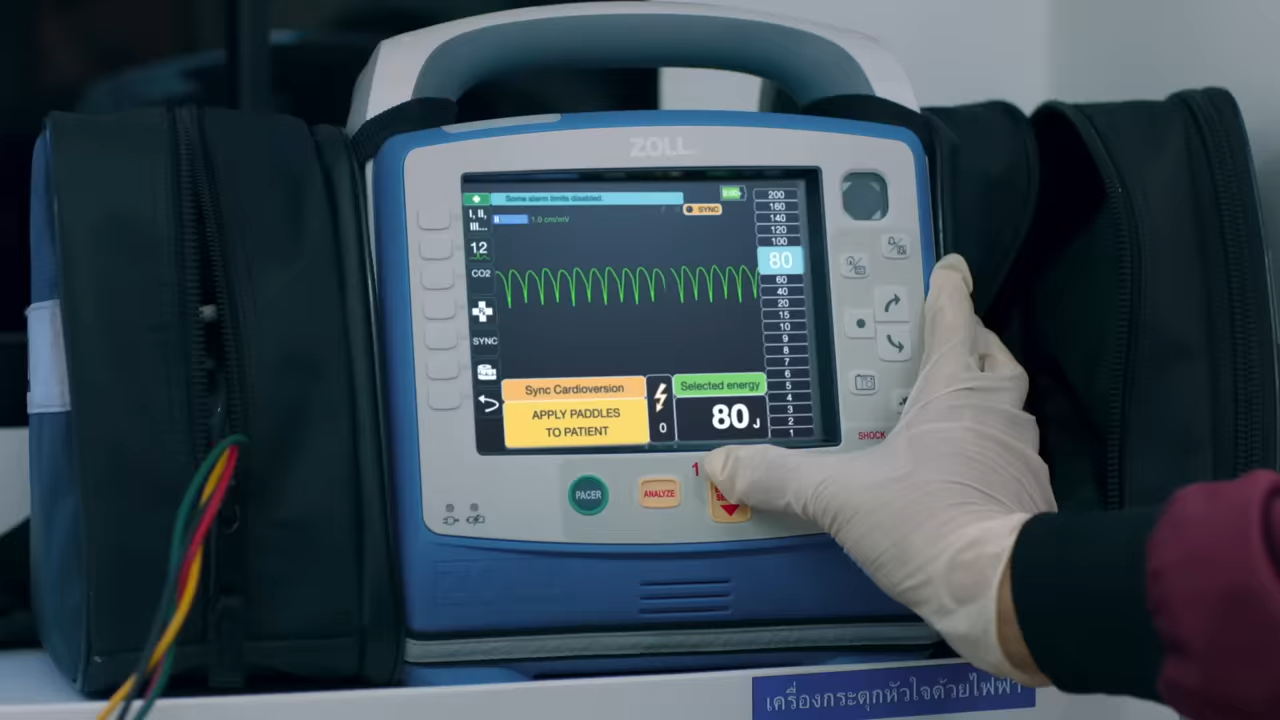 ZOLL
Some alarm limits disabled.
I, II,
III...
1.0 cm/mV
SYNC
12
CO2
SYNC
200
160
140
120
100
80
60
40
20
15
10
9
8
7
6
5
4
3
2
1
Sync Cardioversion
APPLY PADDLES
TO PATIENT
0
Selected energy
80 J
SHOCK
1
PACER
ANALYZE
เครื่องกระตุกหัวใจด้วยไฟฟ้า